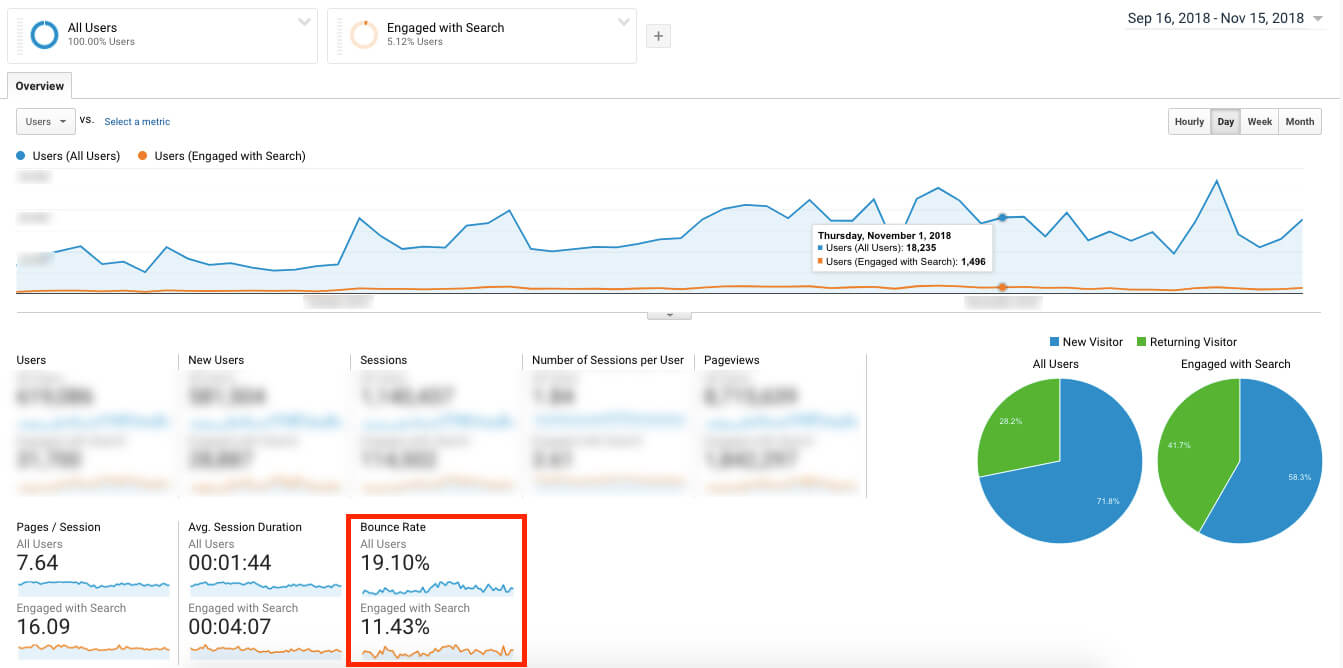 All Users
100.00% Users
Engaged with Search
5.12% Users
+
Sep 16, 2018 - Nov 15, 2018
Overview
Users
vs.
Select a metric
Hourly
Day
Week
Month
Users (All Users)
Users (Engaged with Search)
Thursday, November 1, 2018
Users (All Users): 18,235
Users (Engaged with Search): 1,496
Users
New Users
Sessions
Number of Sessions per User
Pageviews
Pages / Session
All Users
7.64
Engaged with Search
16.09
Avg. Session Duration
All Users
00:01:44
Engaged with Search
00:04:07
Bounce Rate
All Users
19.10%
Engaged with Search
11.43%
New Visitor
Returning Visitor
All Users
28.2%
71.8%
Engaged with Search
41.7%
58.3%